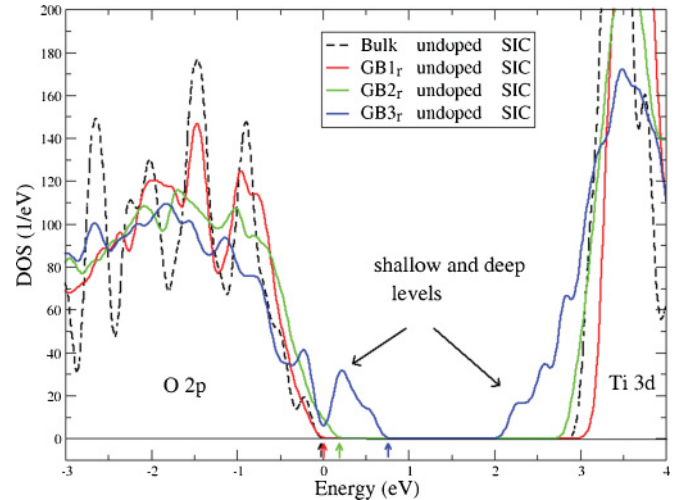 200
180
160
140
120
100
80
60
40
20
0
DOS (1/eV)
Bulk undoped SIC
GB1r undoped SIC
GB2r undoped SIC
GB3r undoped SIC
shallow and deep
levels
O 2p
Ti 3d
-3 -2 -1 0 1 2 3 4
Energy (eV)